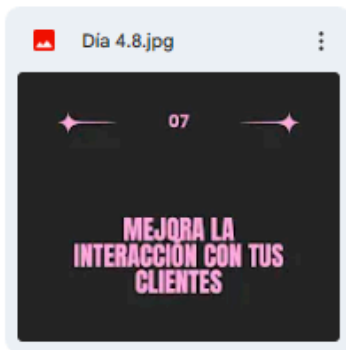 Día 4.8.jpg
07
MEJORA LA
INTERACCIÓN CON TUS
CLIENTES